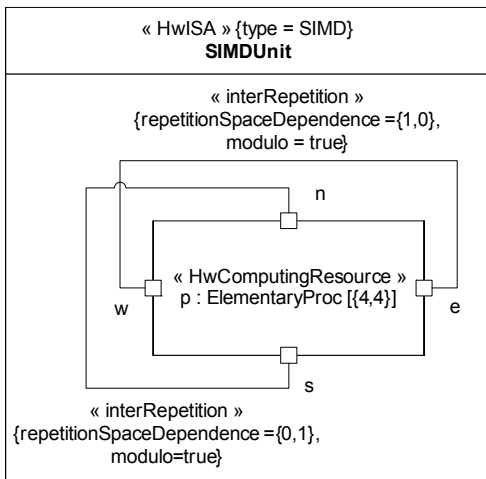 « HwISA » {type = SIMD}
SIMDUnit
« interRepetition »
{repetitionSpaceDependence ={1,0},
modulo = true}
n
« HwComputingResource »
p : ElementaryProc [{4,4}]
w
e
s
« interRepetition »
{repetitionSpaceDependence ={0,1},
modulo=true}